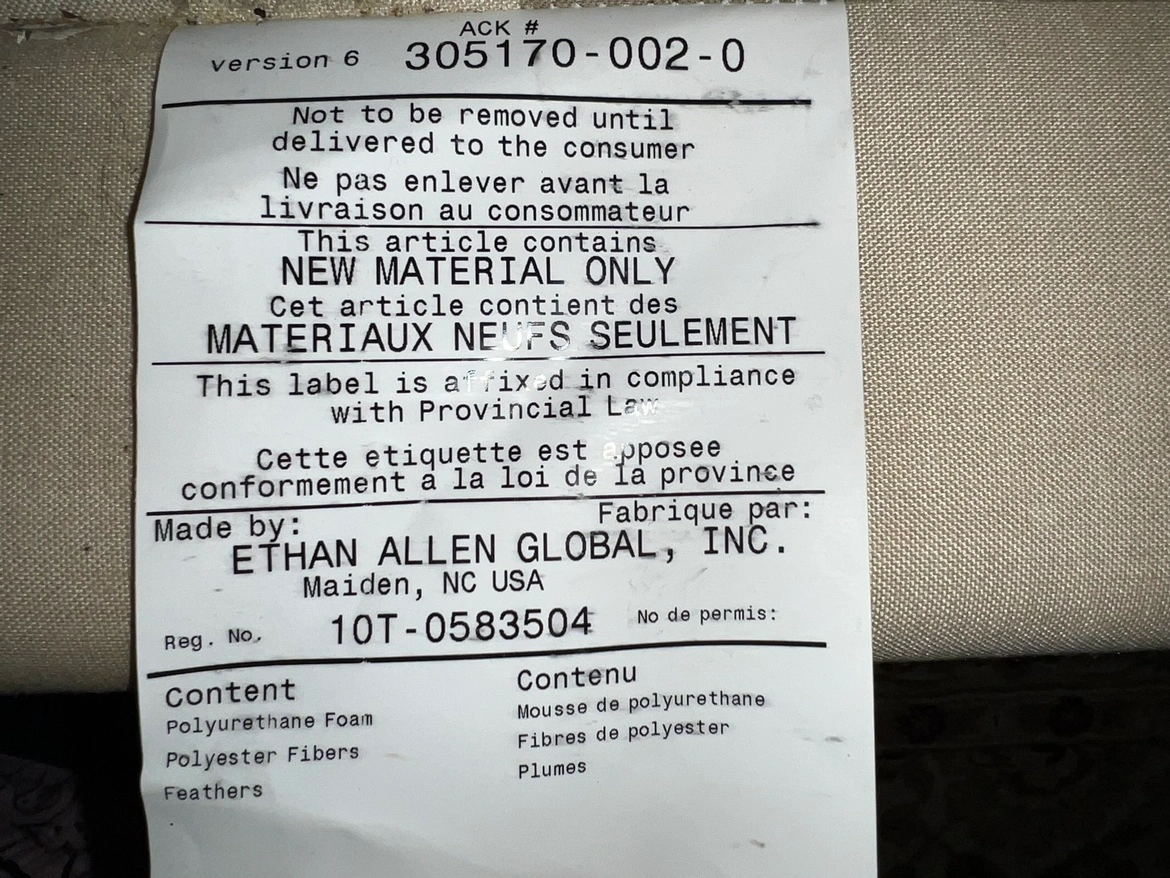 ACK #
version 6 305170-002-0
Not to be removed until
delivered to the consumer
Ne pas enlever avant la
livraison au consommateur
This article contains
NEW MATERIAL ONLY
Cet article contient des
MATERIAUX NEUFS SEULEMENT
This label is affixed in compliance
with Provincial Law
Cette etiquette est apposee
conformement a la loi de la province
Made by: Fabrique par:
ETHAN ALLEN GLOBAL, INC.
Maiden, NC USA
Reg. No. 10T-0583504 No de permis:
Content Contenu
Polyurethane Foam Mousse de polyurethane
Polyester Fibers Fibres de polyester
Feathers Plumes